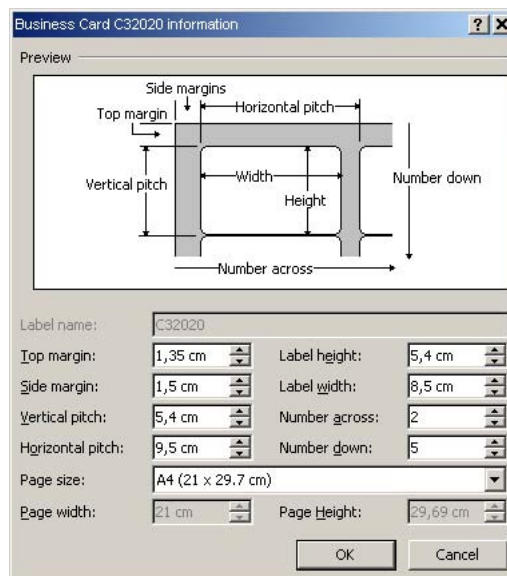 Business Card C32020 information
Preview
Side margins
Top margin
Horizontal pitch
Vertical pitch
Width
Height
Number down
Number across
Label name: C32020
Top margin: 1,35 cm Label height: 5,4 cm
Side margin: 1,5 cm Label width: 8,5 cm
Vertical pitch: 5,4 cm Number across: 2
Horizontal pitch: 9,5 cm Number down: 5
Page size: A4 (21 x 29.7 cm)
Page width: 21 cm Page Height: 29,69 cm
OK Cancel